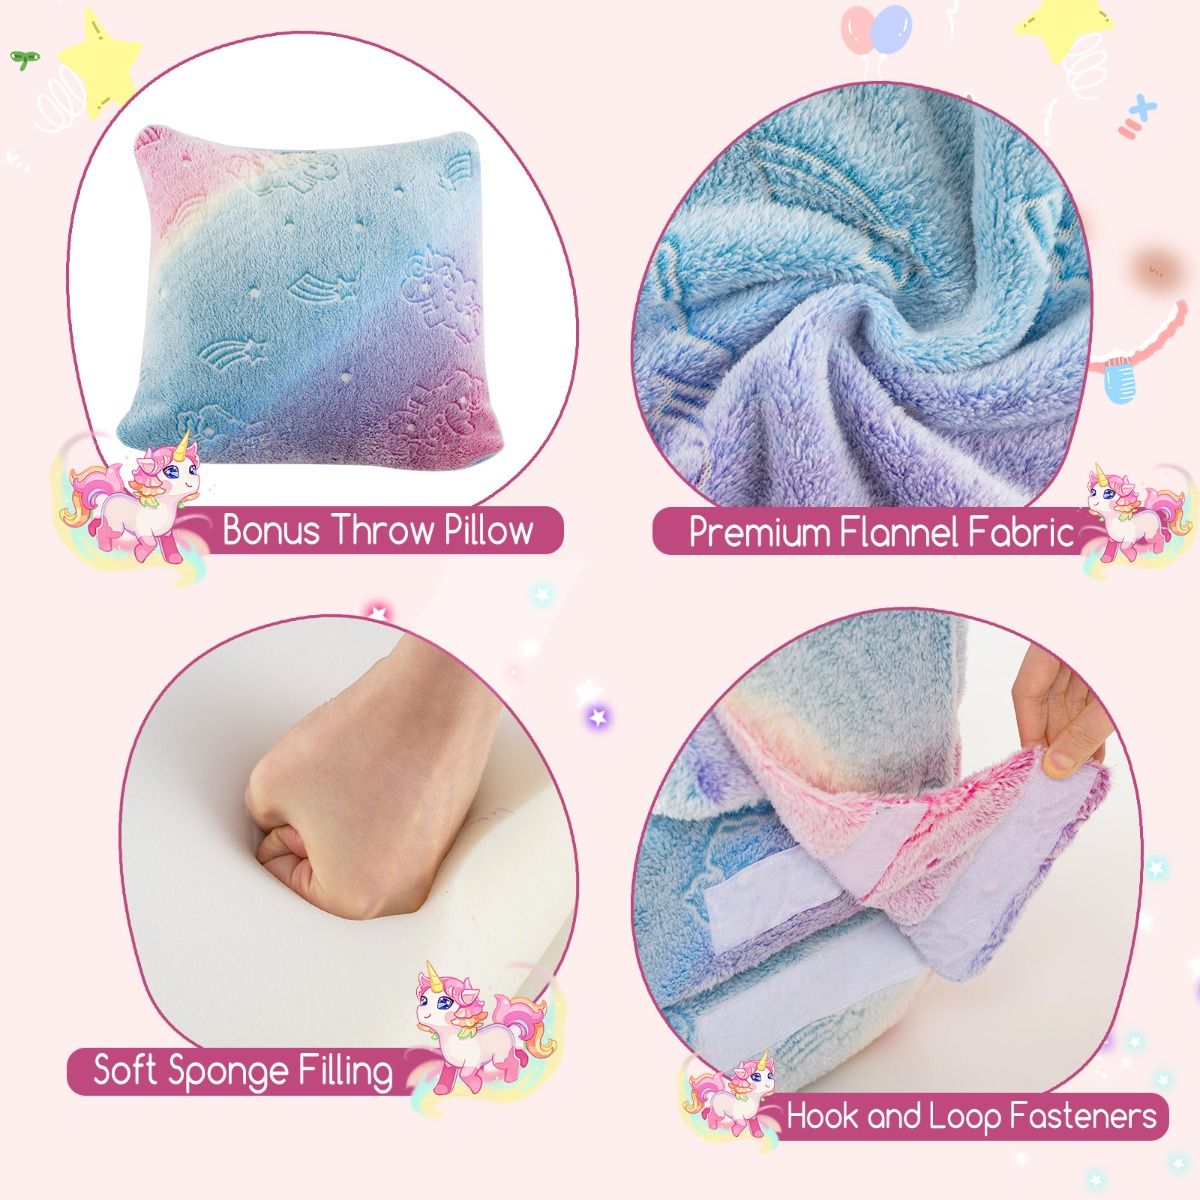 Bonus Throw Pillow
Premium Flannel Fabric
Soft Sponge Filling
Hook and Loop Fasteners